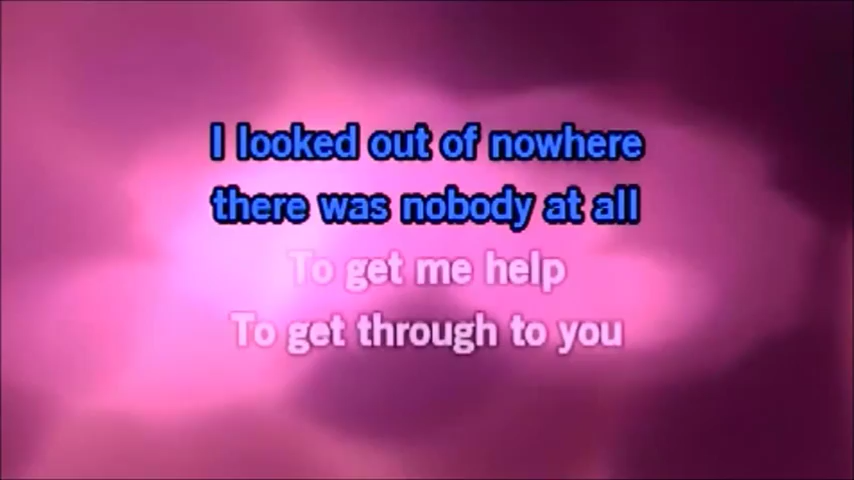 I looked out of nowhere
there was nobody at all
To get me help
To get through to you